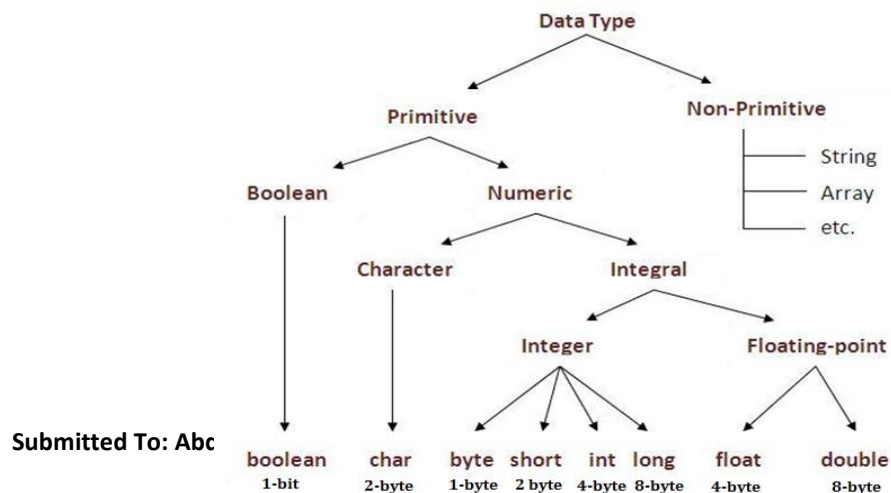 Data Type
Primitive
Non-Primitive
String
Array
etc.
Boolean
Numeric
Character
Integral
Integer
Floating-point
Submitted To:
boolean char byte short int long float double
1-bit 2-byte 1-byte 2 byte 4-byte 8-byte 4-byte 8-byte